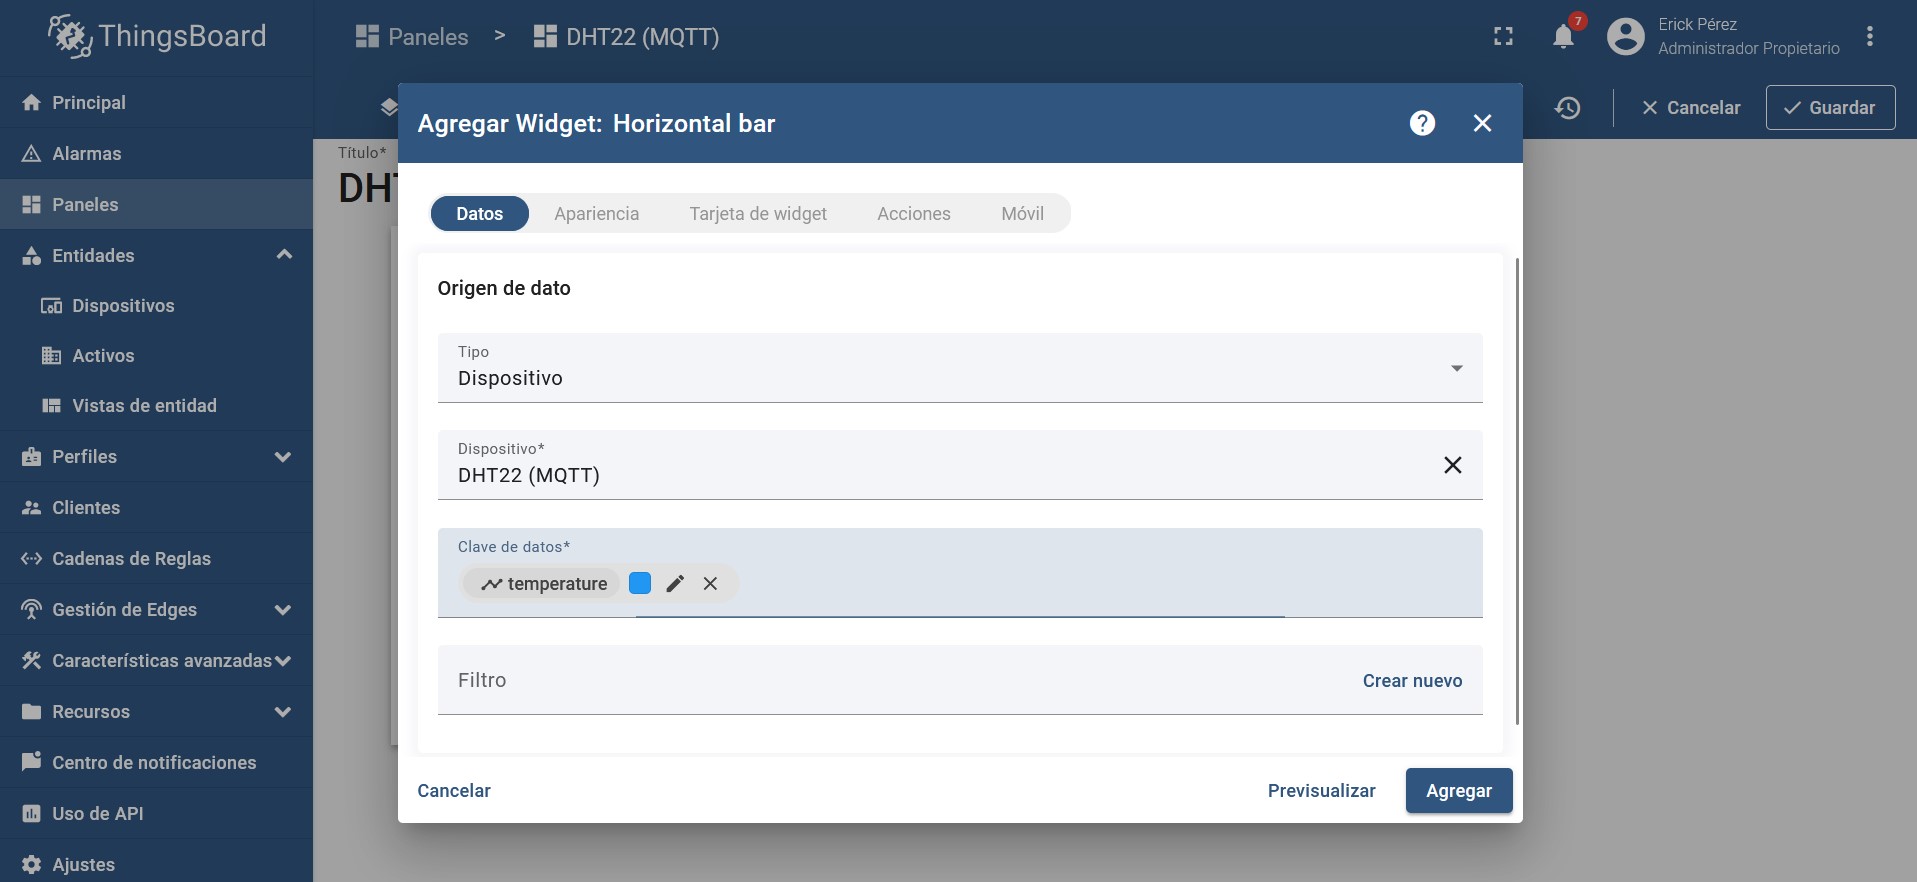 ThingsBoard
Paneles > DHT22 (MQTT)
7
Erick Pérez
Administrador Propietario
Cancelar
Guardar
Principal
Alarmas
Paneles
Entidades
Dispositivos
Activos
Vistas de entidad
Perfiles
Clientes
Cadenas de Reglas
Gestión de Edges
Características avanzadas
Recursos
Centro de notificaciones
Uso de API
Ajustes
Título*
DHT
Agregar Widget: Horizontal bar
?
Datos
Apariencia
Tarjeta de widget
Acciones
Móvil
Origen de dato
Tipo
Dispositivo
Dispositivo*
DHT22 (MQTT)
Clave de datos*
temperature
Filtro
Crear nuevo
Cancelar
Previsualizar
Agregar